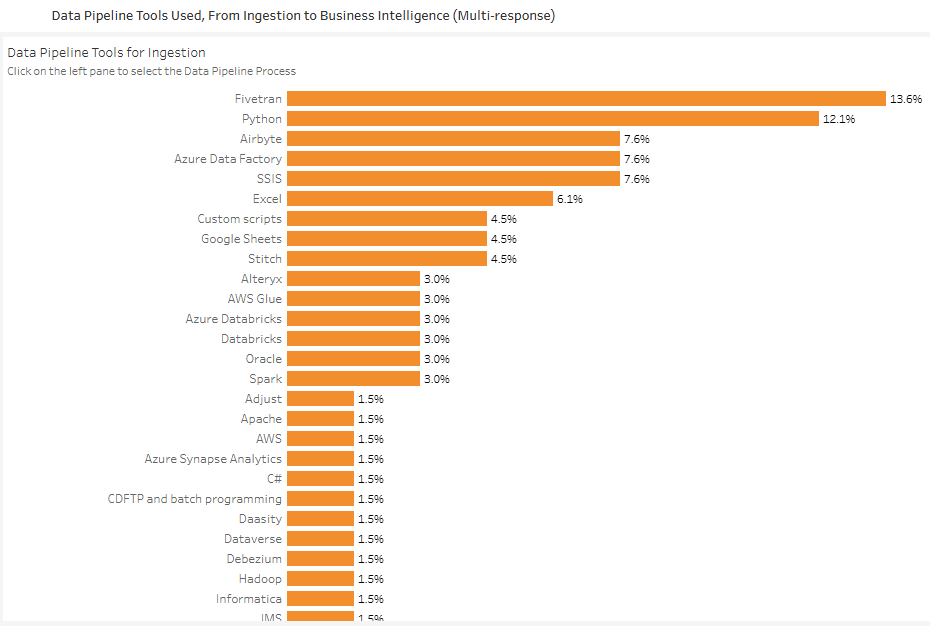 Data Pipeline Tools Used, From Ingestion to Business Intelligence (Multi-response)
Data Pipeline Tools for Ingestion
Click on the left pane to select the Data Pipeline Process
Fivetran 13.6%
Python 12.1%
Airbyte 7.6%
Azure Data Factory 7.6%
SSIS 7.6%
Excel 6.1%
Custom scripts 4.5%
Google Sheets 4.5%
Stitch 4.5%
Alteryx 3.0%
AWS Glue 3.0%
Azure Databricks 3.0%
Databricks 3.0%
Oracle 3.0%
Spark 3.0%
Adjust 1.5%
Apache 1.5%
AWS 1.5%
Azure Synapse Analytics 1.5%
C# 1.5%
CDFTP and batch programming 1.5%
Daasity 1.5%
Dataverse 1.5%
Debezium 1.5%
Hadoop 1.5%
Informatica 1.5%
IMS 1.5%